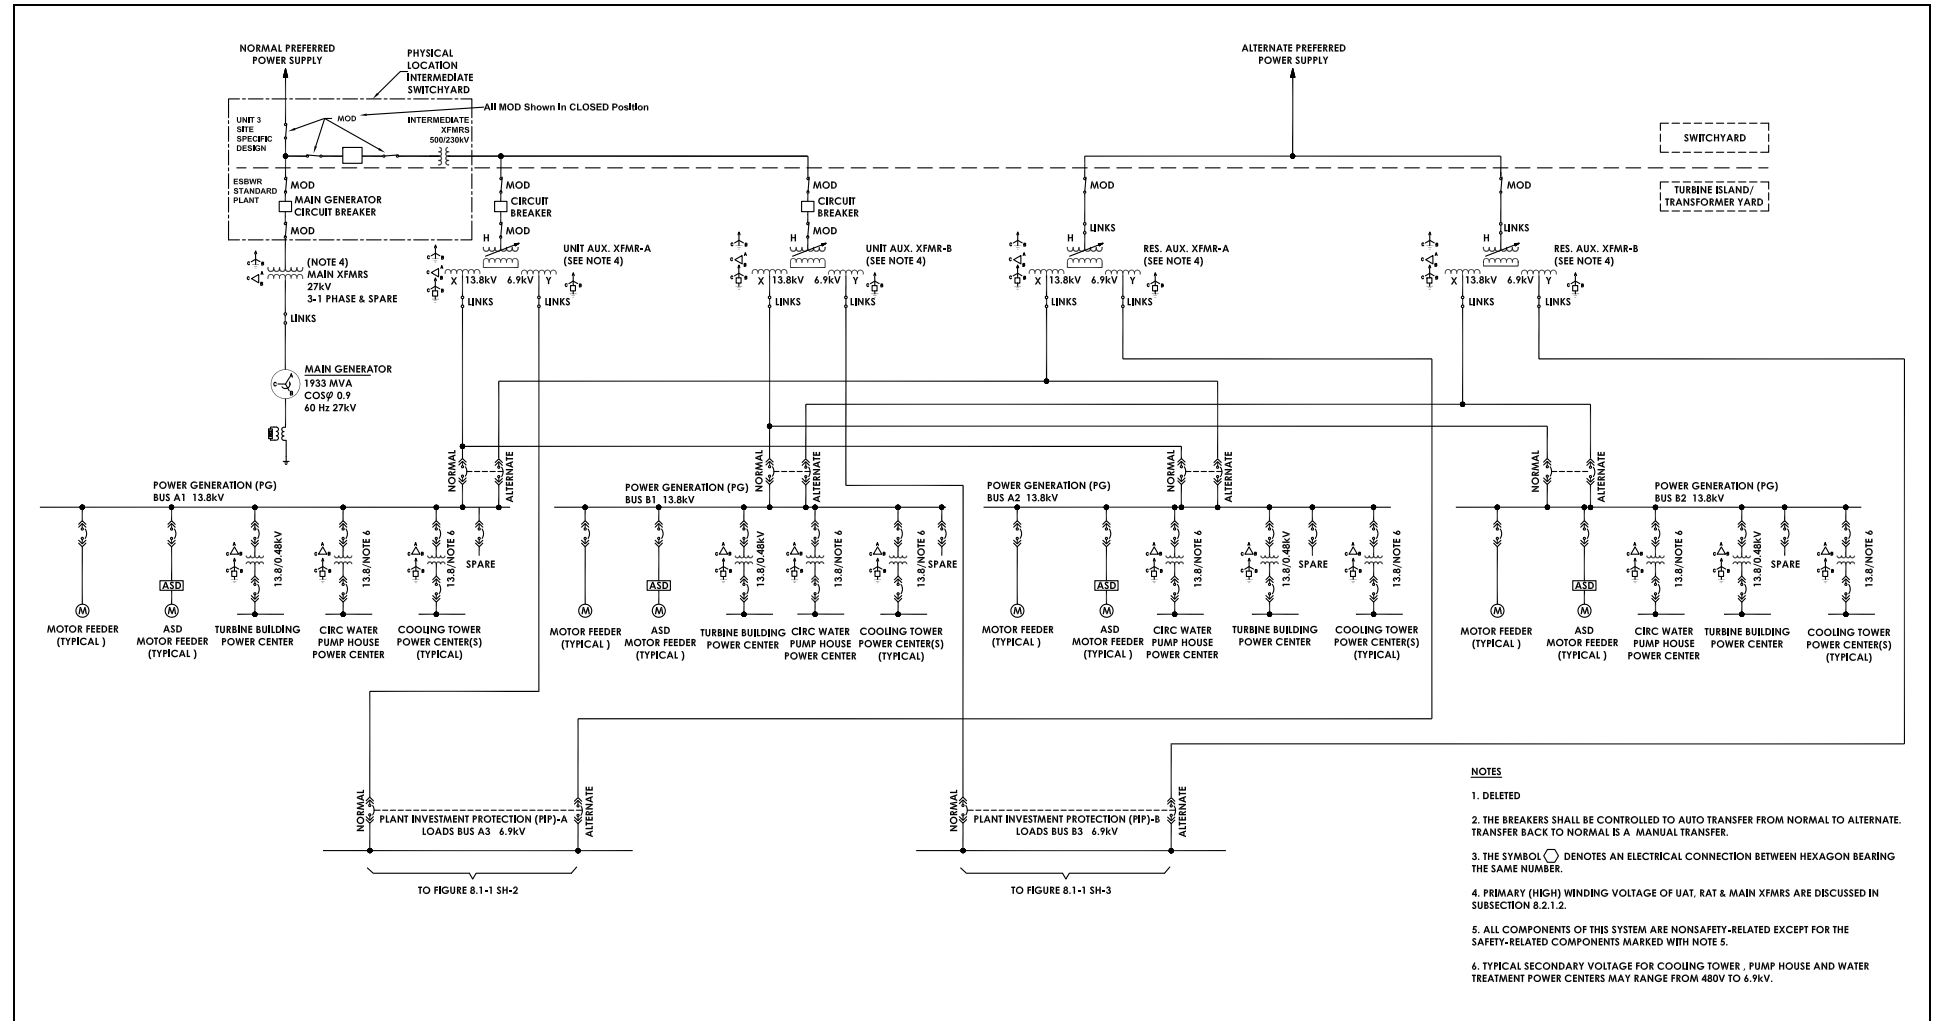 NORMAL PREFERRED
POWER SUPPLY
PHYSICAL
LOCATION
INTERMEDIATE
SWITCHYARD
ALTERNATE PREFERRED
POWER SUPPLY
All MOD Shown In CLOSED Position
UNIT 3
SITE
SPECIFIC
DESIGN
MOD
INTERMEDIATE
XFMRS
500/230kV
SWITCHYARD
ESBWR
STANDARD
PLANT
MOD
MAIN GENERATOR
CIRCUIT BREAKER
MOD
MOD
CIRCUIT
BREAKER
MOD
MOD
CIRCUIT
BREAKER
MOD
MOD
LINKS
MOD
LINKS
TURBINE ISLAND/
TRANSFORMER YARD
(NOTE 4)
MAIN XFMRS
27kV
3-1 PHASE & SPARE
LINKS
H
UNIT AUX. XFMR-A
(SEE NOTE 4)
X 13.8kV 6.9kV Y
LINKS LINKS
H
UNIT AUX. XFMR-B
(SEE NOTE 4)
X 13.8kV 6.9kV Y
LINKS LINKS
H
RES. AUX. XFMR-A
(SEE NOTE 4)
X 13.8kV 6.9kV Y
LINKS LINKS
H
RES. AUX. XFMR-B
(SEE NOTE 4)
X 13.8kV 6.9kV Y
LINKS LINKS
MAIN GENERATOR
1933 MVA
COSφ 0.9
60 Hz 27kV
POWER GENERATION (PG)
BUS A1 13.8kV
NORMAL
ALTERNATE
POWER GENERATION (PG)
BUS B1 13.8kV
NORMAL
ALTERNATE
POWER GENERATION (PG)
BUS A2 13.8kV
NORMAL
ALTERNATE
NORMAL
ALTERNATE
POWER GENERATION (PG)
BUS B2 13.8kV
13.8/0.48kV
13.8/NOTE 6
13.8/NOTE 6
SPARE
ASD
M
M
MOTOR FEEDER
(TYPICAL )
ASD
MOTOR FEEDER
(TYPICAL )
TURBINE BUILDING
POWER CENTER
CIRC WATER
PUMP HOUSE
POWER CENTER
COOLING TOWER
POWER CENTER(S)
(TYPICAL)
13.8/0.48kV
13.8/NOTE 6
13.8/NOTE 6
SPARE
ASD
M
M
MOTOR FEEDER
(TYPICAL )
ASD
MOTOR FEEDER
(TYPICAL )
TURBINE BUILDING
POWER CENTER
CIRC WATER
PUMP HOUSE
POWER CENTER
COOLING TOWER
POWER CENTER(S)
(TYPICAL)
13.8/NOTE 6
13.8/0.48kV
SPARE
13.8/NOTE 6
ASD
M
M
MOTOR FEEDER
(TYPICAL )
ASD
MOTOR FEEDER
(TYPICAL )
CIRC WATER
PUMP HOUSE
POWER CENTER
TURBINE BUILDING
POWER CENTER
COOLING TOWER
POWER CENTER(S)
(TYPICAL)
13.8/NOTE 6
13.8/0.48kV
SPARE
13.8/NOTE 6
ASD
M
M
MOTOR FEEDER
(TYPICAL )
ASD
MOTOR FEEDER
(TYPICAL )
CIRC WATER
PUMP HOUSE
POWER CENTER
TURBINE BUILDING
POWER CENTER
COOLING TOWER
POWER CENTER(S)
(TYPICAL)
NORMAL
PLANT INVESTMENT PROTECTION (PIP)-A
LOADS BUS A3 6.9kV
ALTERNATE
TO FIGURE 8.1-1 SH-2
NORMAL
PLANT INVESTMENT PROTECTION (PIP)-B
LOADS BUS B3 6.9kV
ALTERNATE
TO FIGURE 8.1-1 SH-3
NOTES
1. DELETED
2. THE BREAKERS SHALL BE CONTROLLED TO AUTO TRANSFER FROM NORMAL TO ALTERNATE.
TRANSFER BACK TO NORMAL IS A MANUAL TRANSFER.
3. THE SYMBOL DENOTES AN ELECTRICAL CONNECTION BETWEEN HEXAGON BEARING
THE SAME NUMBER.
4. PRIMARY (HIGH) WINDING VOLTAGE OF UAT, RAT & MAIN XFMRS ARE DISCUSSED IN
SUBSECTION 8.2.1.2.
5. ALL COMPONENTS OF THIS SYSTEM ARE NONSAFETY-RELATED EXCEPT FOR THE
SAFETY-RELATED COMPONENTS MARKED WITH NOTE 5.
6. TYPICAL SECONDARY VOLTAGE FOR COOLING TOWER , PUMP HOUSE AND WATER
TREATMENT POWER CENTERS MAY RANGE FROM 480V TO 6.9kV.